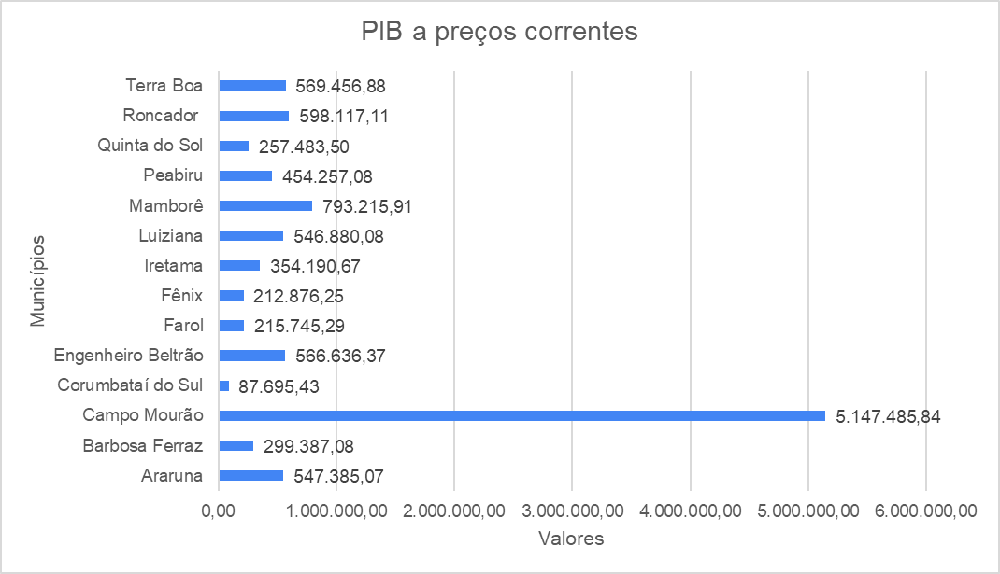 PIB a preços correntes
Municípios
Terra Boa 569.456,88
Roncador 598.117,11
Quinta do Sol 257.483,50
Peabiru 454.257,08
Mamborê 793.215,91
Luiziana 546.880,08
Iretama 354.190,67
Fênix 212.876,25
Farol 215.745,29
Engenheiro Beltrão 566.636,37
Corumbataí do Sul 87.695,43
Campo Mourão 5.147.485,84
Barbosa Ferraz 299.387,08
Araruna 547.385,07
0,00 1.000.000,00 2.000.000,00 3.000.000,00 4.000.000,00 5.000.000,00 6.000.000,00
Valores